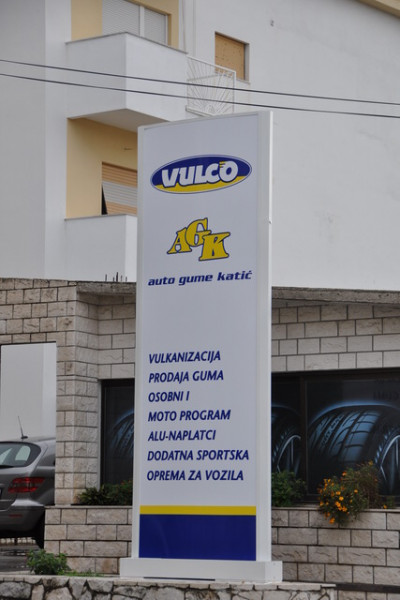 VULCO
AGK
auto gume katić
VULKANIZACIJA
PRODAJA GUMA
OSOBNI I
MOTO PROGRAM
ALU-NAPLATCI
DODATNA SPORTSKA
OPREMA ZA VOZILA